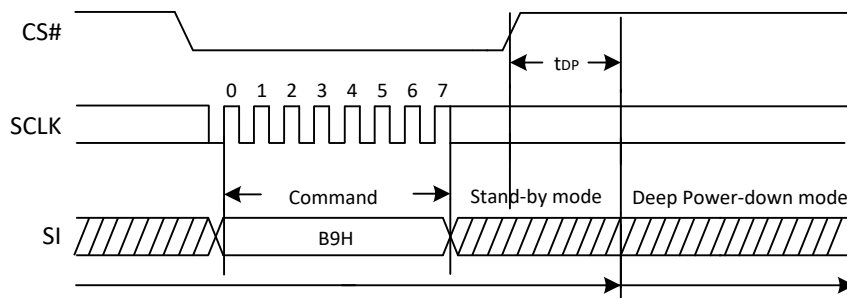 CS#
tDP
0 1 2 3 4 5 6 7
SCLK
Command Stand-by mode Deep Power-down mode
SI
B9H